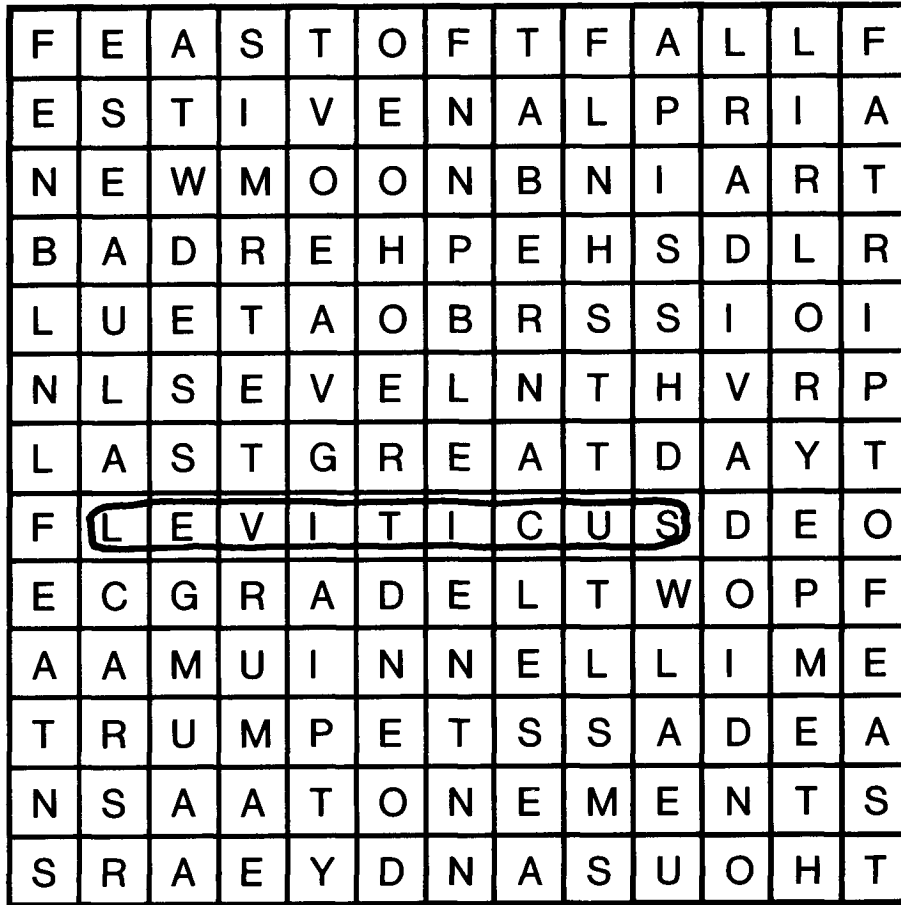 F E A S T O F T F A L L F
E S T I V E N A L P R I A
N E W M O O N B N I A R T
B A D R E H P E H S D L R
L U E T A O B R S S I O I
N L S E V E L N T H V R P
L A S T G R E A T D A Y T
F L E V I T I C U S D E O
E C G R A D E L T W O P F
A A M U I N N E L L I M E
T R U M P E T S S A D E A
N S A A T O N E M E N T S
S R A E Y D N A S U O H T